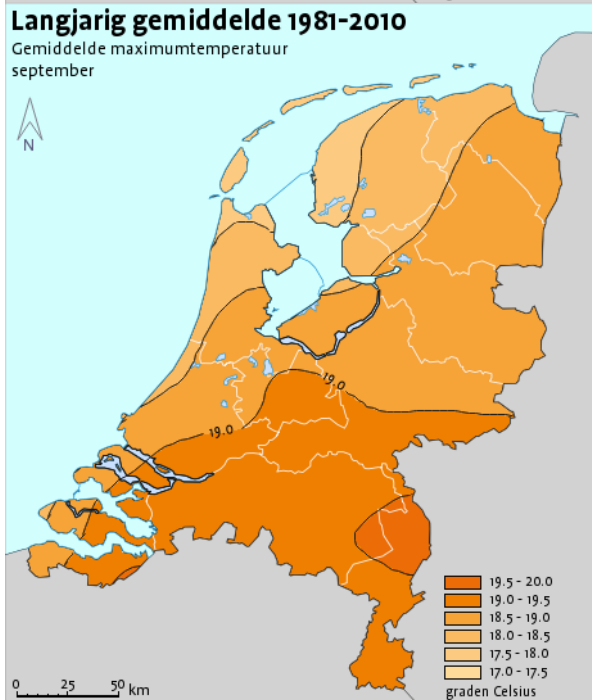 Langjarig gemiddelde 1981-2010
Gemiddelde maximumtemperatuur
september
N
19.0
19.0
19.5 - 20.0
19.0 - 19.5
18.5 - 19.0
18.0 - 18.5
17.5 - 18.0
17.0 - 17.5
graden Celsius
0 25 50 km